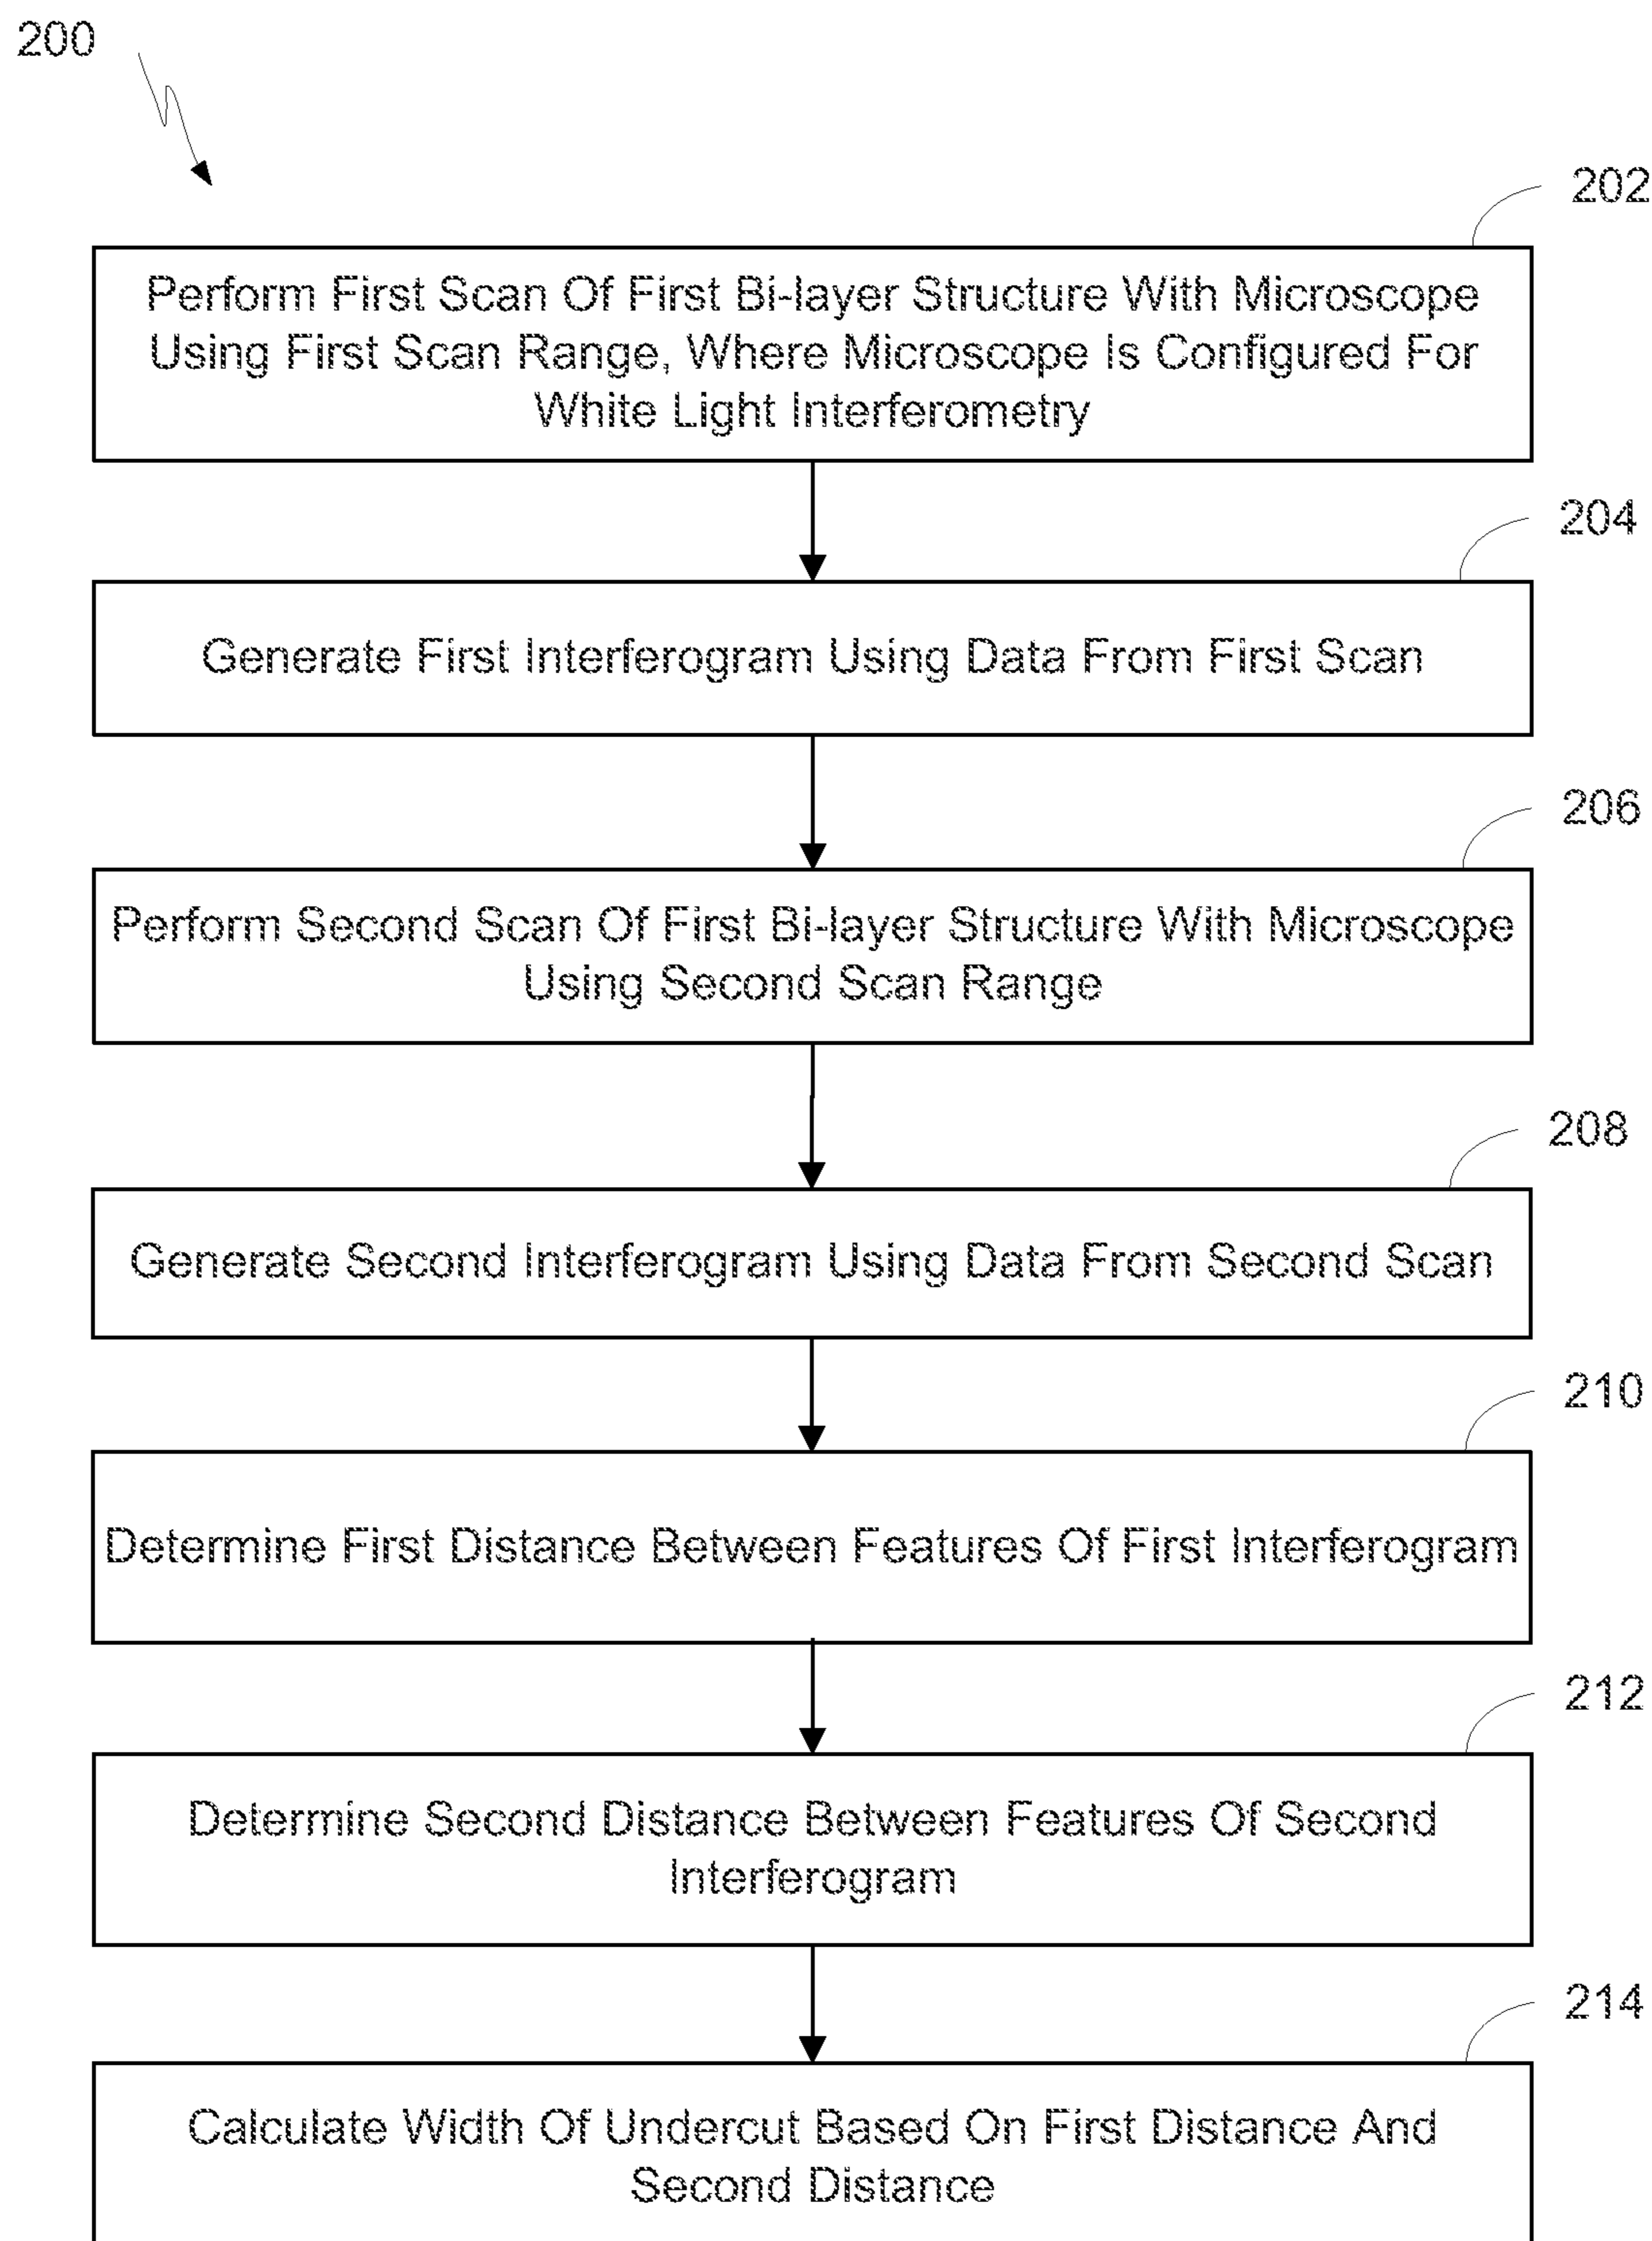 200
202
Perform First Scan Of First Bi-layer Structure With Microscope
Using First Scan Range, Where Microscope Is Configured For
White Light Interferometry
204
Generate First Interferogram Using Data From First Scan
206
Perform Second Scan Of First Bi-layer Structure With Microscope
Using Second Scan Range
208
Generate Second Interferogram Using Data From Second Scan
210
Determine First Distance Between Features Of First Interferogram
212
Determine Second Distance Between Features Of Second
Interferogram
214
Calculate Width Of Undercut Based On First Distance And
Second Distance